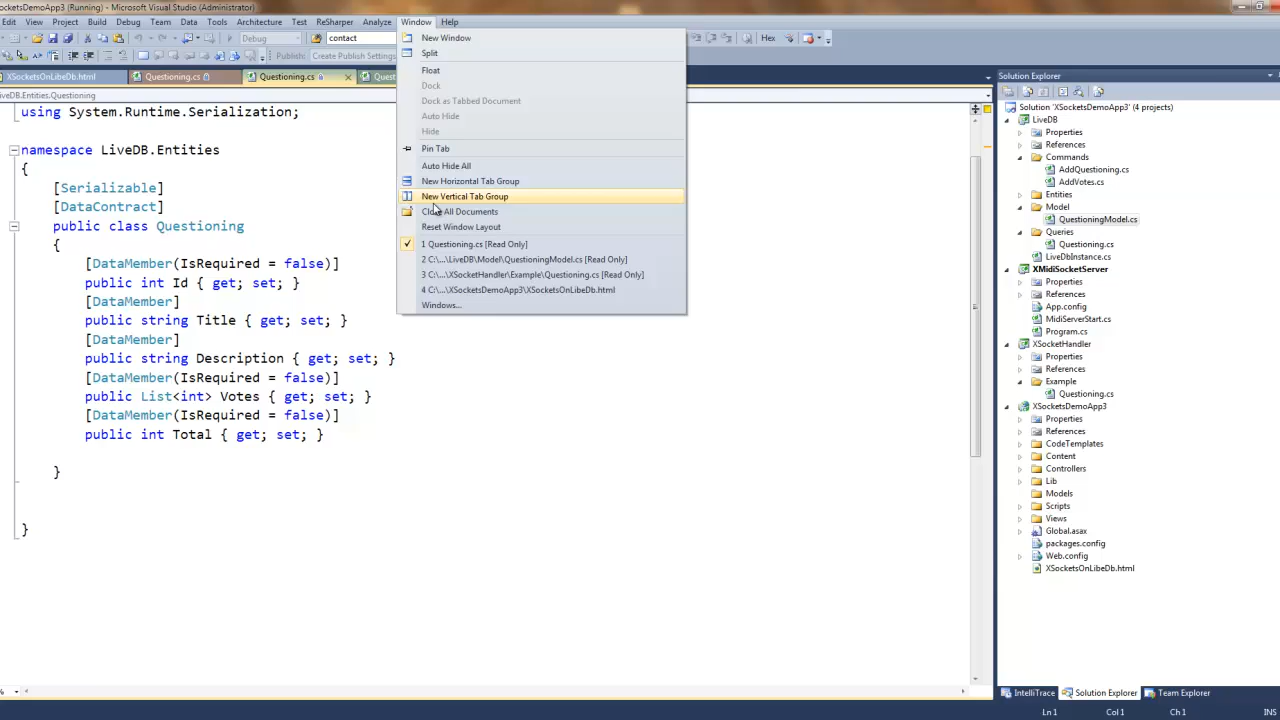 SocketsDemoApp3 (Running) - Microsoft Visual Studio (Administrator)
Edit View Project Build Debug Team Data Tools Architecture Test ReSharper Analyze Window Help
Debug contact Hex
Publish: Create Publish Settings
XSocketsOnLibeDb.html Questioning.cs Questioning.cs Quest
iveDB.Entities.Questioning
using System.Runtime.Serialization;
namespace LiveDB.Entities
{
[Serializable]
[DataContract]
public class Questioning
{
[DataMember(IsRequired = false)]
public int Id { get; set; }
[DataMember]
public string Title { get; set; }
[DataMember]
public string Description { get; set; }
[DataMember(IsRequired = false)]
public List<int> Votes { get; set; }
[DataMember(IsRequired = false)]
public int Total { get; set; }
}
}
New Window
Split
Float
Dock
Dock as Tabbed Document
Auto Hide
Hide
Pin Tab
Auto Hide All
New Horizontal Tab Group
New Vertical Tab Group
Close All Documents
Reset Window Layout
1 Questioning.cs [Read Only]
2 C:\...\LiveDB\Model\QuestioningModel.cs [Read Only]
3 C:\...\XSocketHandler\Example\Questioning.cs [Read Only]
4 C:\...\XSocketsDemoApp3\XSocketsOnLibeDb.html
Windows...
Solution Explorer
Solution 'XSocketsDemoApp3' (4 projects)
LiveDB
Properties
References
Commands
AddQuestioning.cs
AddVotes.cs
Entities
Model
QuestioningModel.cs
Queries
Questioning.cs
LiveDbInstance.cs
XMidiSocketServer
Properties
References
App.config
MidiServerStart.cs
Program.cs
XSocketHandler
Properties
References
Example
Questioning.cs
XSocketsDemoApp3
Properties
References
CodeTemplates
Content
Controllers
Lib
Models
Scripts
Views
Global.asax
packages.config
Web.config
XSocketsOnLibeDb.html
IntelliTrace Solution Explorer Team Explorer
%
Ln 1 Col 1 Ch 1 INS